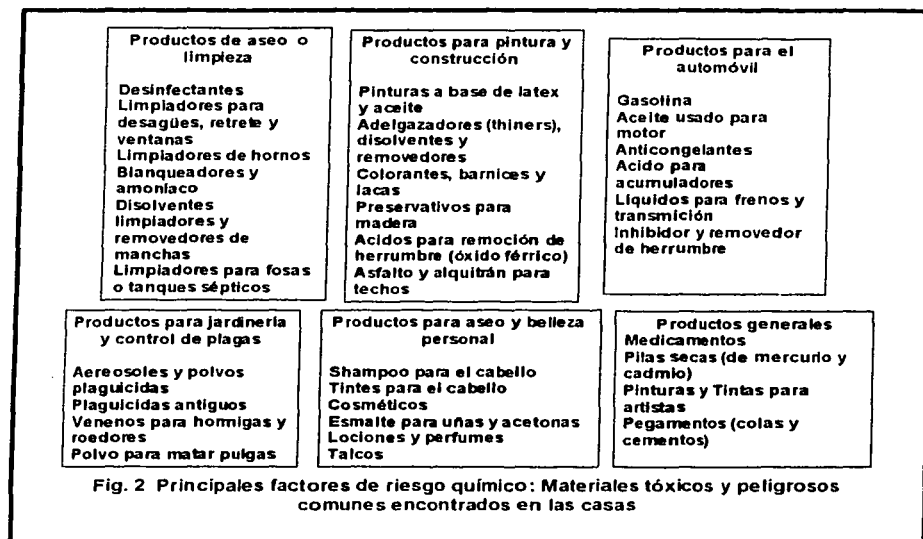 Productos de aseo o
limpieza
Desinfectantes
Limpiadores para
desagües, retrete y
ventanas
Limpiadores de hornos
Blanqueadores y
amoníaco
Disolventes
limpiadores y
removedores de
manchas
Limpiadores para fosas
o tanques sépticos
Productos para pintura y
construcción
Pinturas a base de latex
y aceite
Adelgazadores (thiners),
disolventes y
removedores
Colorantes, barnices y
lacas
Preservativos para
madera
Acidos para remoción de
herrumbre (óxido férrico)
Asfalto y alquitrán para
techos
Productos para el
automóvil
Gasolina
Aceite usado para
motor
Anticongelantes
Acido para
acumuladores
Líquidos para frenos y
transmición
Inhibidor y removedor
de herrumbre
Productos para jardinería
y control de plagas
Aereosoles y polvos
plaguicidas
Plaguicidas antiguos
Venenos para hormigas y
roedores
Polvo para matar pulgas
Productos para aseo y belleza
personal
Shampoo para el cabello
Tintes para el cabello
Cosméticos
Esmalte para uñas y acetonas
Lociones y perfumes
Talcos
Productos generales
Medicamentos
Pilas secas (de mercurio y
cadmio)
Pinturas y Tintas para
artistas
Pegamentos (colas y
cementos)
Fig. 2 Principales factores de riesgo químico: Materiales tóxicos y peligrosos
comunes encontrados en las casas